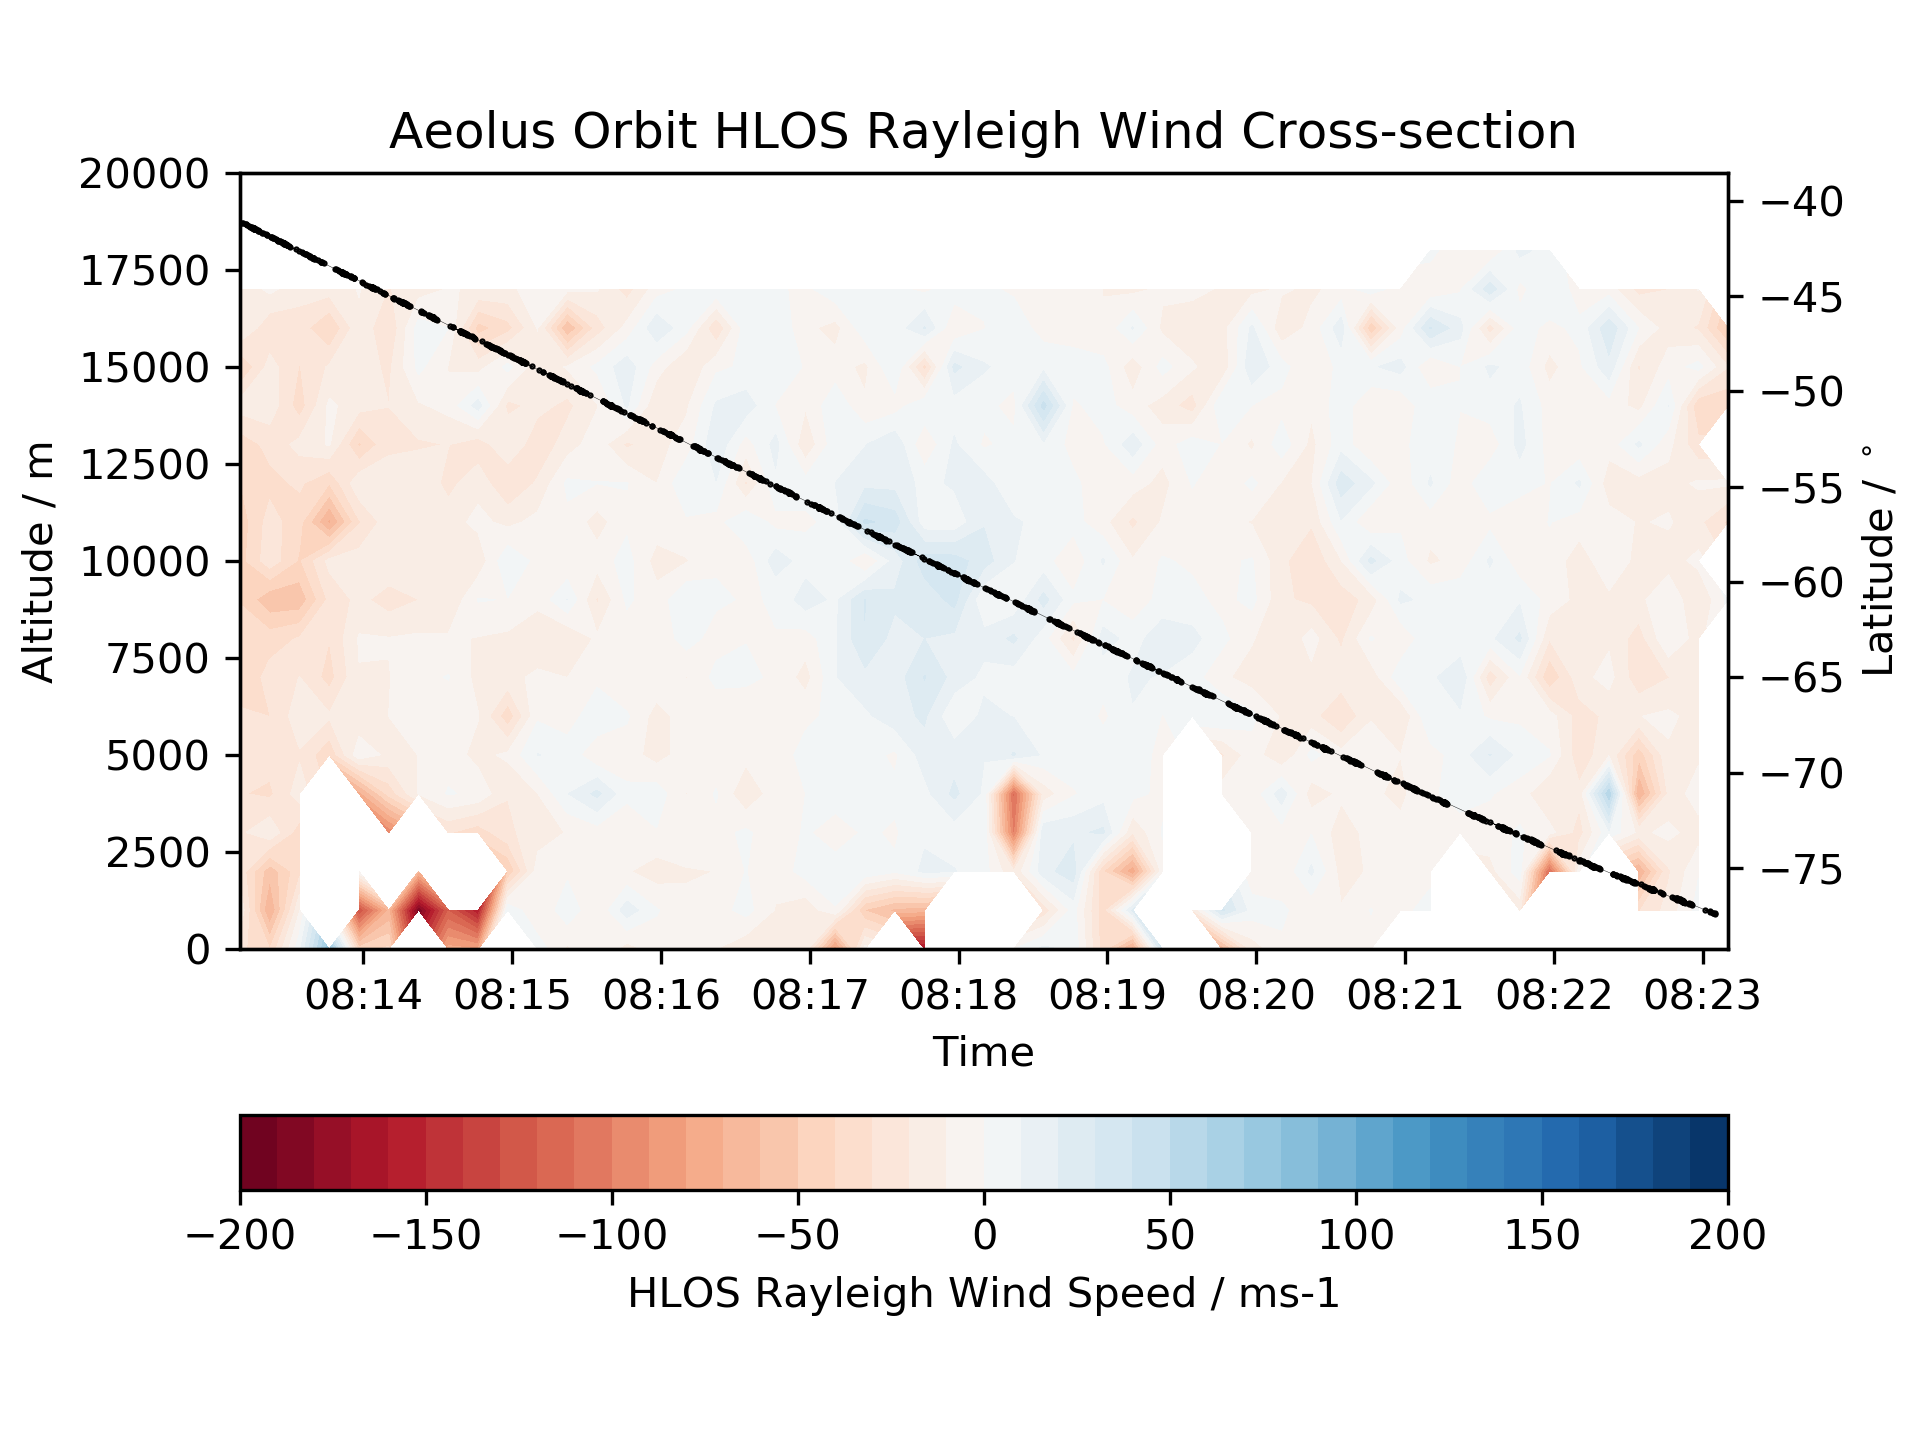 Aeolus Orbit HLOS Rayleigh Wind Cross-section
20000
17500
15000
12500
10000
7500
5000
2500
0
Altitude / m
−40
−45
−50
−55
−60
−65
−70
−75
Latitude / °
08:14 08:15 08:16 08:17 08:18 08:19 08:20 08:21 08:22 08:23
Time
−200 −150 −100 −50 0 50 100 150 200
HLOS Rayleigh Wind Speed / ms-1